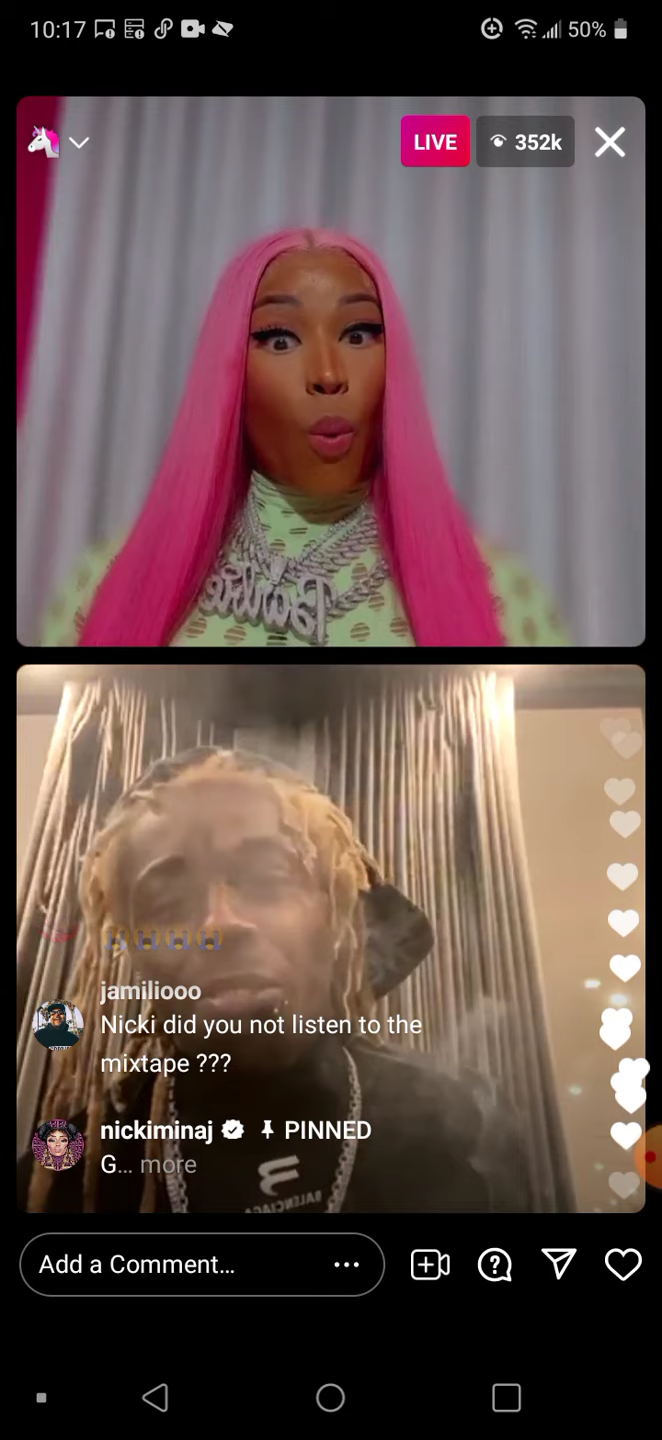 10:17
50%
LIVE
352k
😭😭😭😭
jamiliooo
Nicki did you not listen to the
mixtape ???
nickiminaj
PINNED
G... more
BALENCIAGA
Add a Comment...